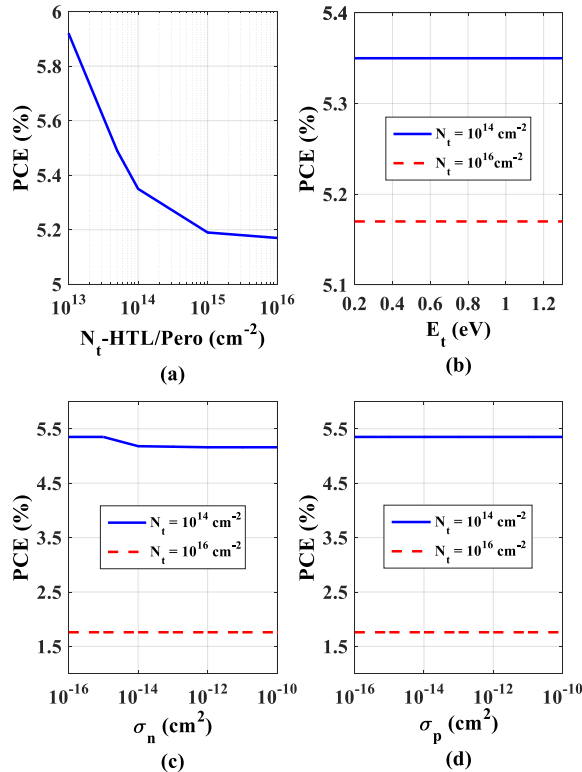 6
5.8
5.6
5.4
5.2
5
PCE (%)
10^13 10^14 10^15 10^16
N_t-HTL/Pero (cm^-2)
(a)
5.4
5.3
5.2
5.1
PCE (%)
N_t = 10^14 cm^-2
N_t = 10^16 cm^-2
0.2 0.4 0.6 0.8 1 1.2
E_t (eV)
(b)
5.5
4.5
3.5
2.5
1.5
PCE (%)
N_t = 10^14 cm^-2
N_t = 10^16 cm^-2
10^-16 10^-14 10^-12 10^-10
σ_n (cm^2)
(c)
5.5
4.5
3.5
2.5
1.5
PCE (%)
N_t = 10^14 cm^-2
N_t = 10^16 cm^-2
10^-16 10^-14 10^-12 10^-10
σ_p (cm^2)
(d)